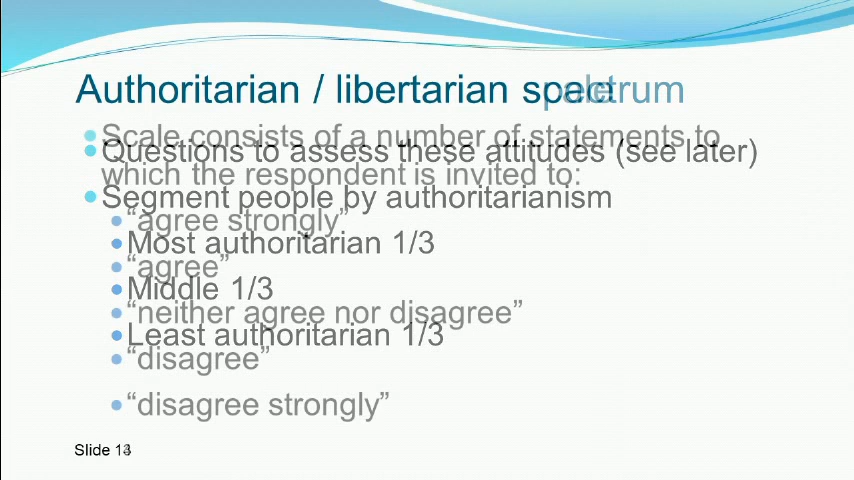 Authoritarian / libertarian spectrum
Scale consists of a number of statements to
Questions to assess these attitudes (see later)
which the respondent is invited to:
Segment people by authoritarianism
“agree strongly”
Most authoritarian 1/3
“agree”
Middle 1/3
“neither agree nor disagree”
Least authoritarian 1/3
“disagree”
“disagree strongly”
Slide